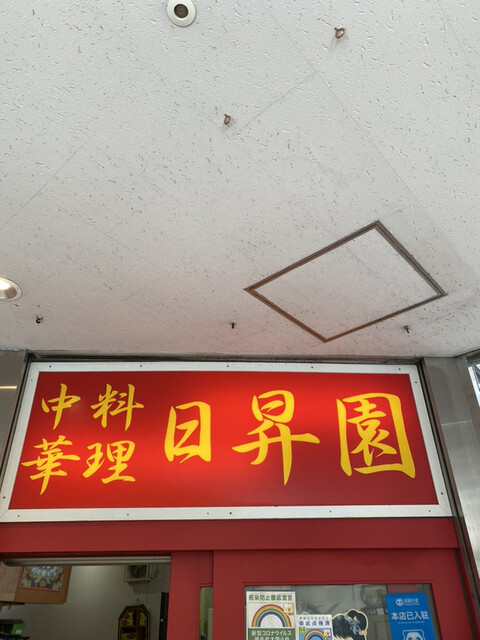 中華料理
日昇園
感染防止徹底宣言
新型コロナウイルス
本店已入驻